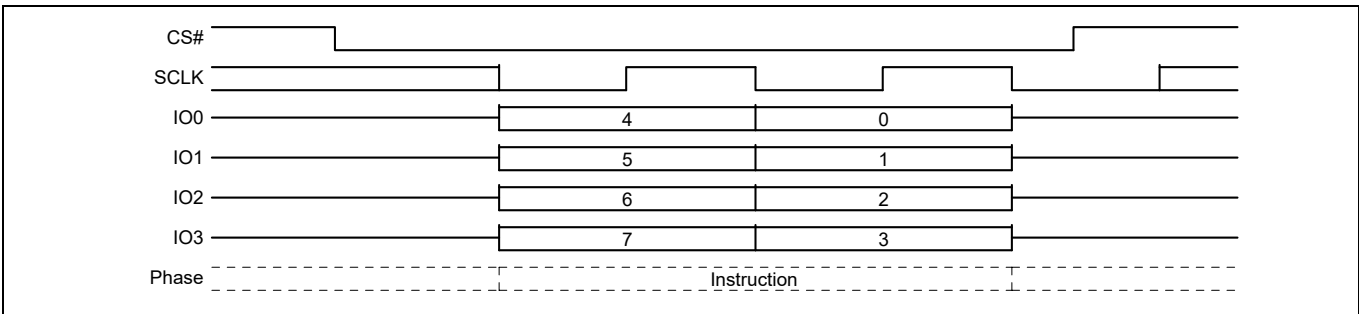 CS#
SCLK
IO0 4 0
IO1 5 1
IO2 6 2
IO3 7 3
Phase Instruction